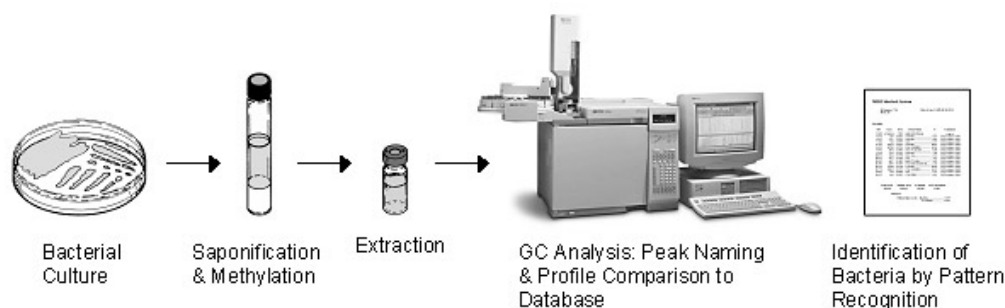 Bacterial
Culture
Saponification
& Methylation
Extraction
GC Analysis: Peak Naming
& Profile Comparison to
Database
Identification of
Bacteria by Pattern
Recognition